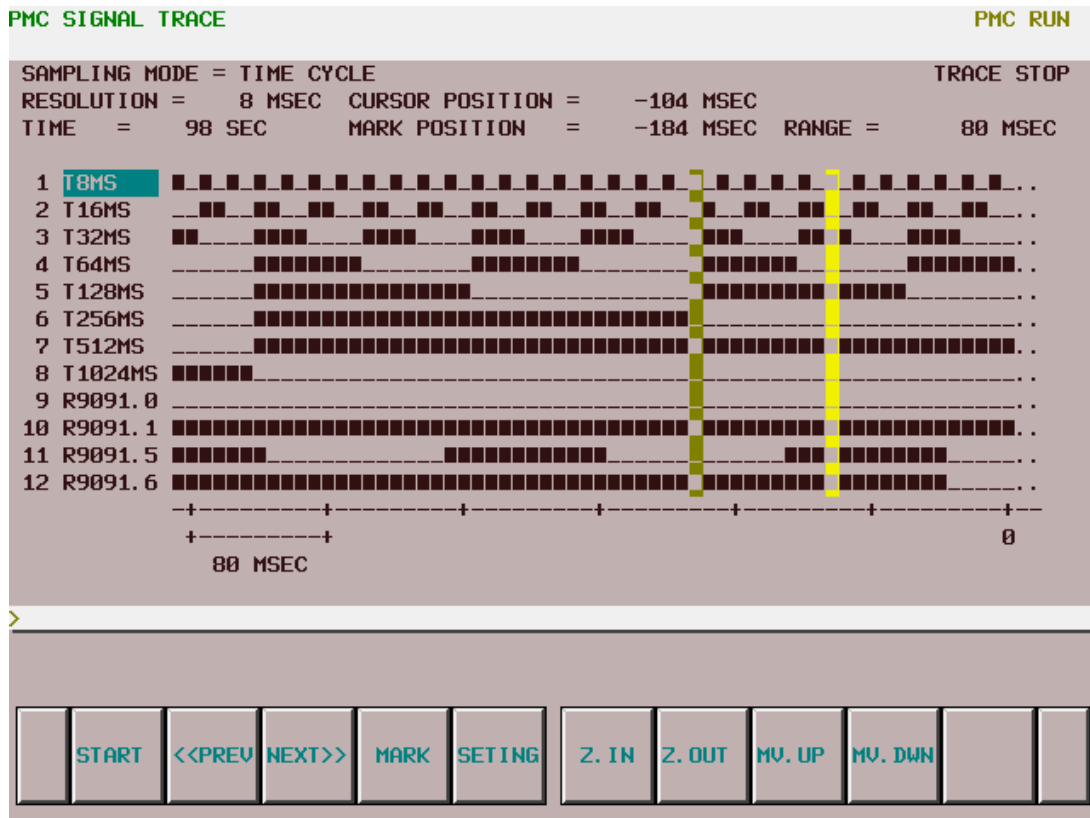 PMC SIGNAL TRACE PMC RUN
SAMPLING MODE = TIME CYCLE TRACE STOP
RESOLUTION = 8 MSEC CURSOR POSITION = -104 MSEC
TIME = 98 SEC MARK POSITION = -184 MSEC RANGE = 80 MSEC
1 T8MS
2 T16MS
3 T32MS
4 T64MS
5 T128MS
6 T256MS
7 T512MS
8 T1024MS
9 R9091.0
10 R9091.1
11 R9091.5
12 R9091.6
0
80 MSEC
>
START <<PREV NEXT>> MARK SETING Z.IN Z.OUT MV.UP MV.DWN